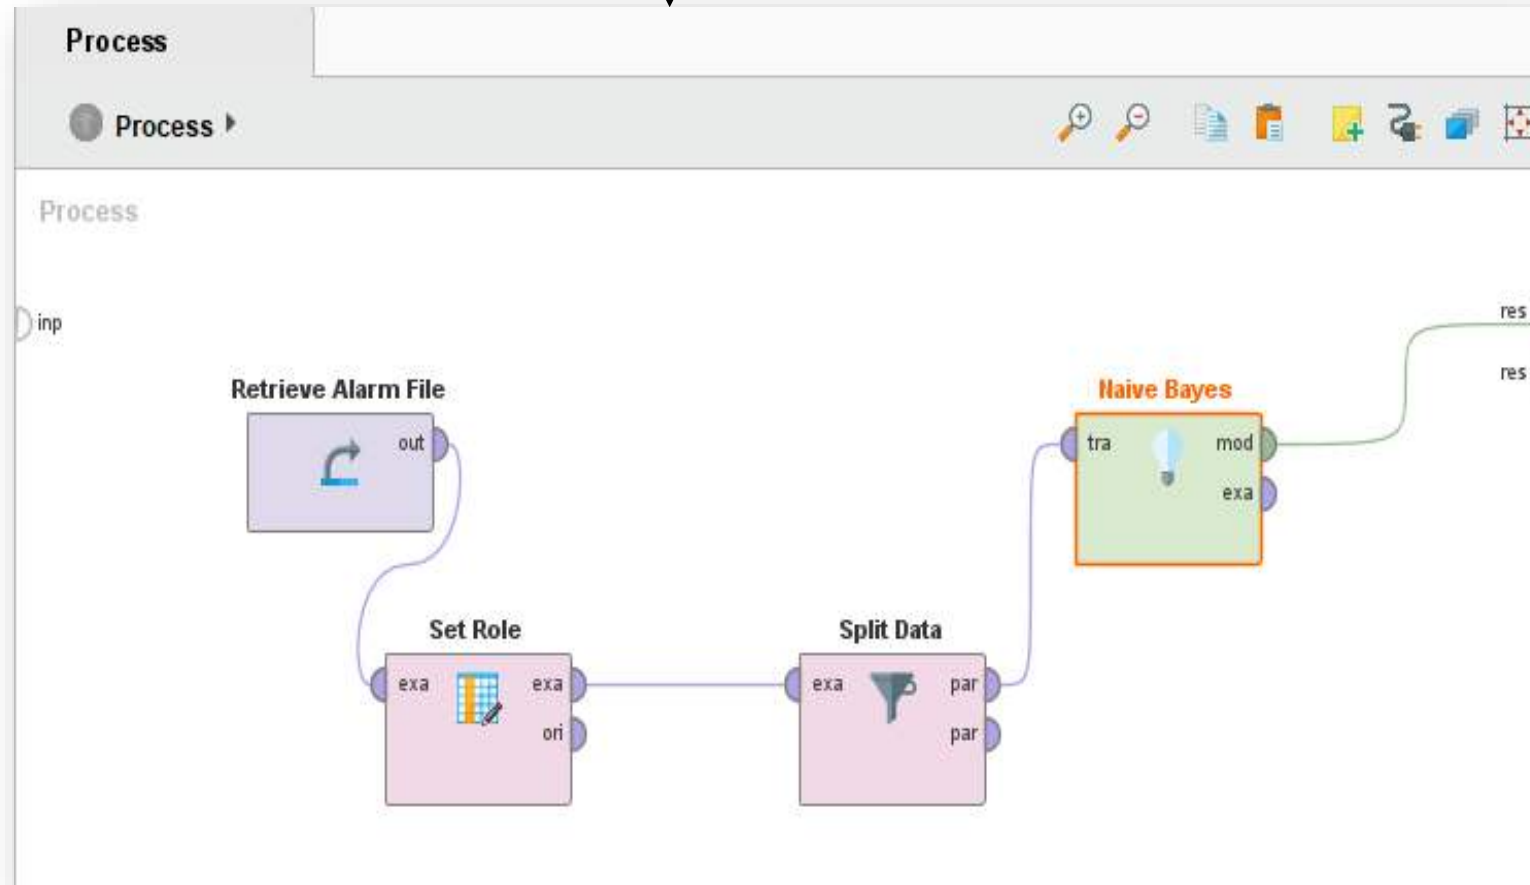 Process
Process
Process
inp
res
res
Retrieve Alarm File
out
Naive Bayes
tra
mod
exa
Set Role
exa
exa
ori
Split Data
exa
par
par